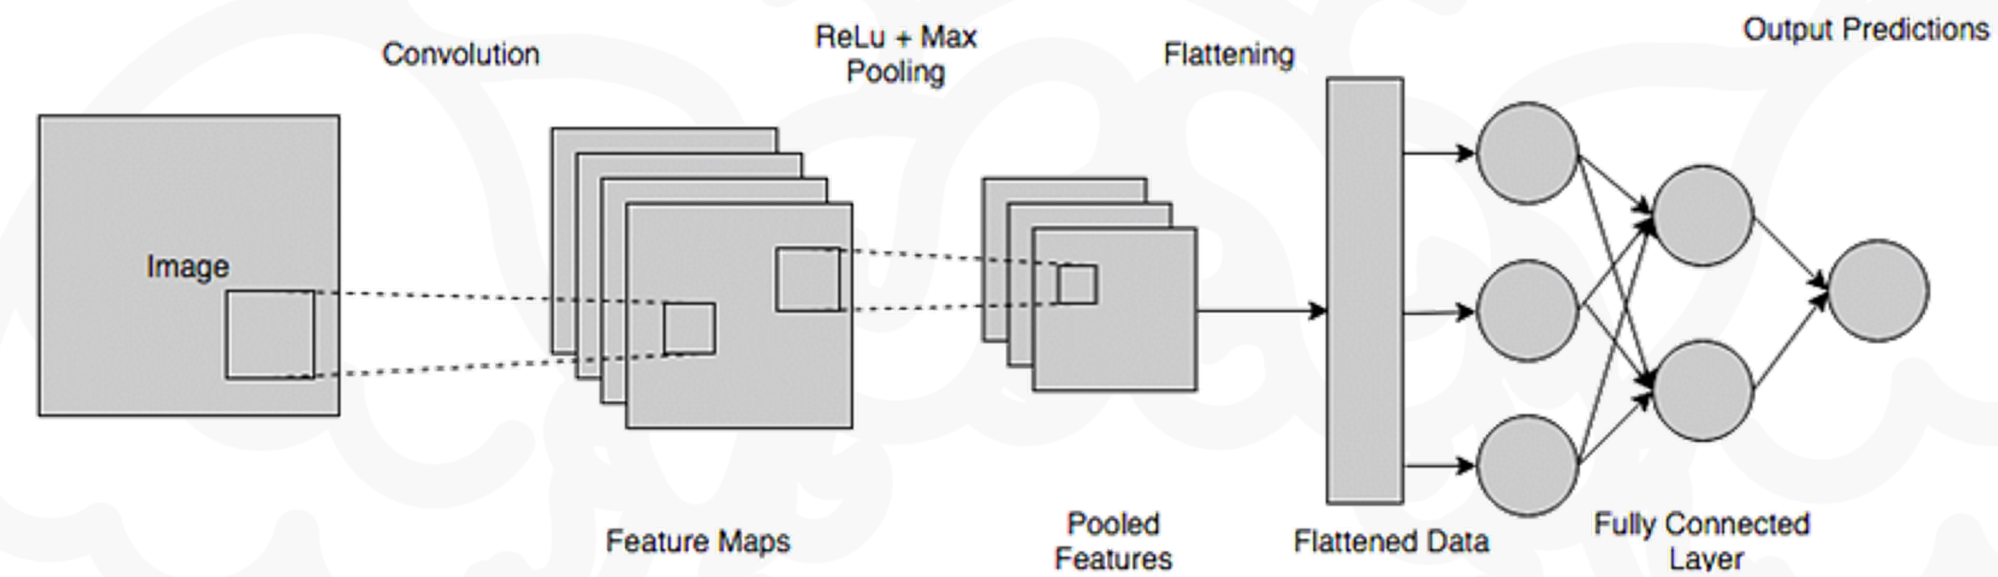 Convolution
ReLu + Max
Pooling
Flattening
Output Predictions
Image
Feature Maps
Pooled
Features
Flattened Data
Fully Connected
Layer